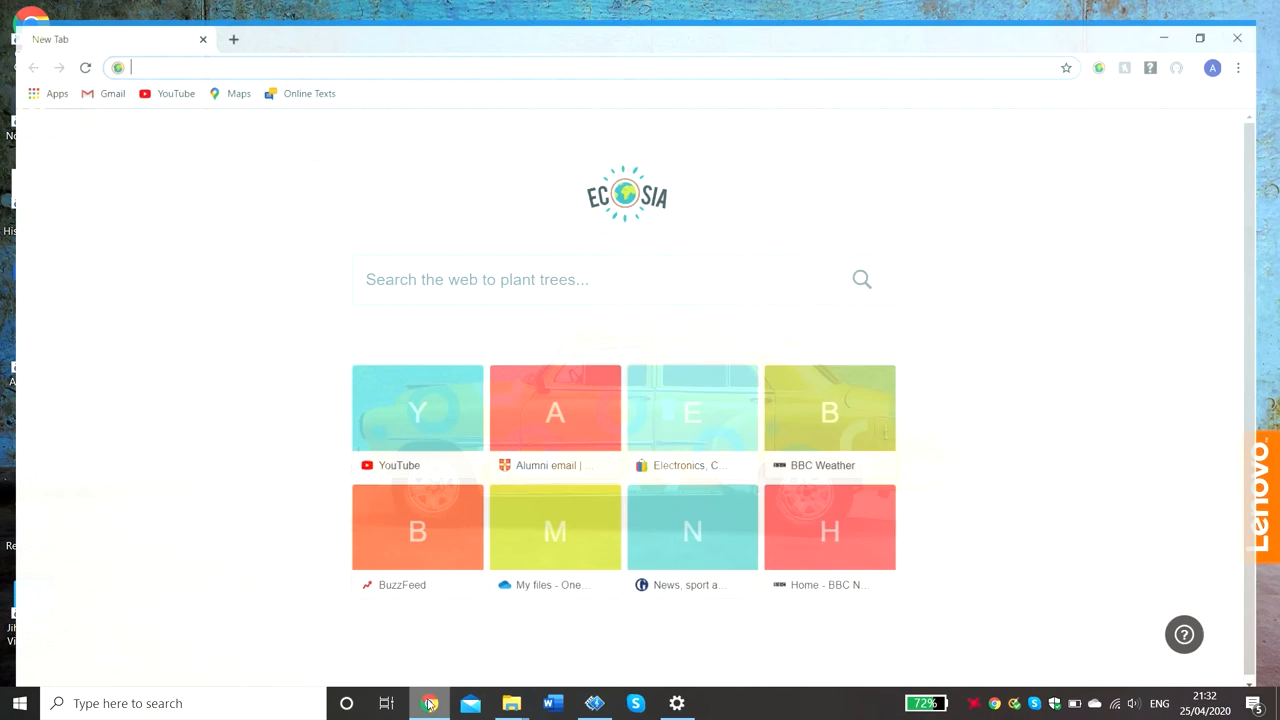 New Tab
Apps Gmail YouTube Maps Online Texts
ECOSIA
Search the web to plant trees...
Y A E B
YouTube Alumni email | ... Electronics, C... BBC Weather
B M N H
BuzzFeed My files - One... News, sport a... Home - BBC N...
Lenovo
Type here to search
72%
ENG
21:32
25/04/2020
5